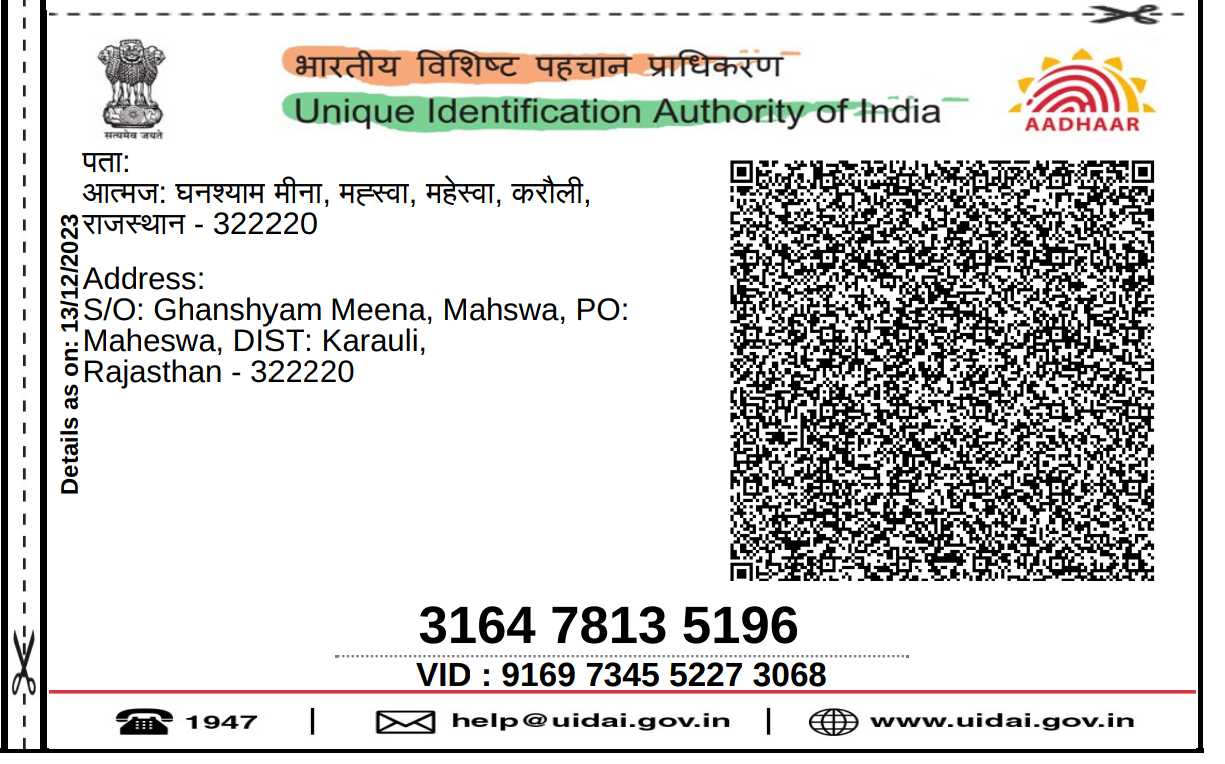 भारतीय विशिष्ट पहचान प्राधिकरण
Unique Identification Authority of India
सत्यमेव जयते
AADHAAR
पता:
आत्मज: घनश्याम मीना, मह्स्वा, महेस्वा, करौली,
राजस्थान - 322220
Address:
S/O: Ghanshyam Meena, Mahswa, PO:
Maheswa, DIST: Karauli,
Rajasthan - 322220
Details as on: 13/12/2023
3164 7813 5196
VID : 9169 7345 5227 3068
1947 | help@uidai.gov.in | www.uidai.gov.in